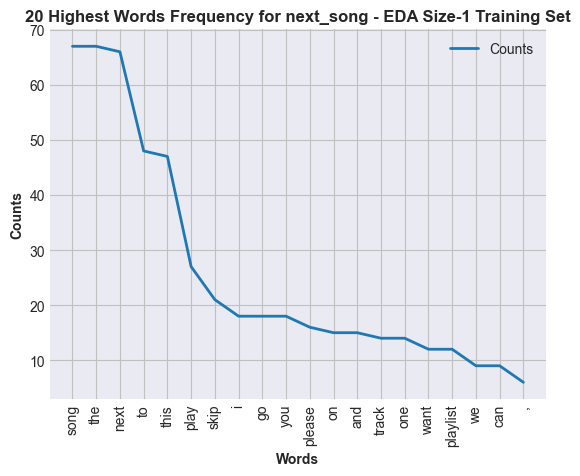 20 Highest Words Frequency for next_song - EDA Size-1 Training Set
Counts
70
60
50
40
30
20
10
Counts
song
the
next
to
this
play
skip
i
go
you
please
on
and
track
one
want
playlist
we
can
,
Words